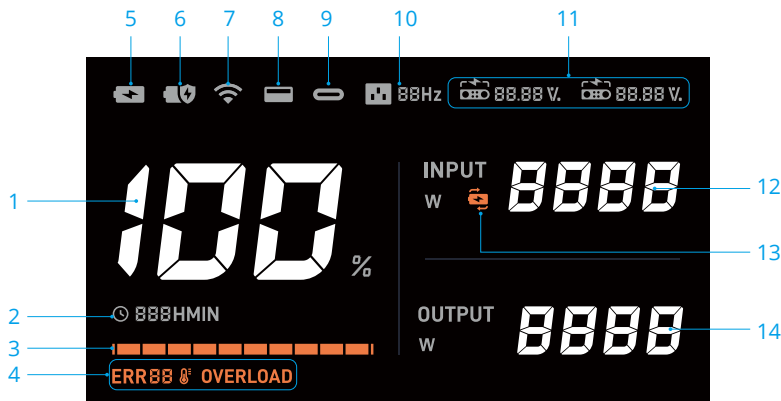 5 6 7 8 9 10 11
88Hz 88.88 V. 88.88 V.
1 100 %
INPUT
W 8888 12
13
2 888HMIN
3
4 ERR88 OVERLOAD
OUTPUT
W 8888 14